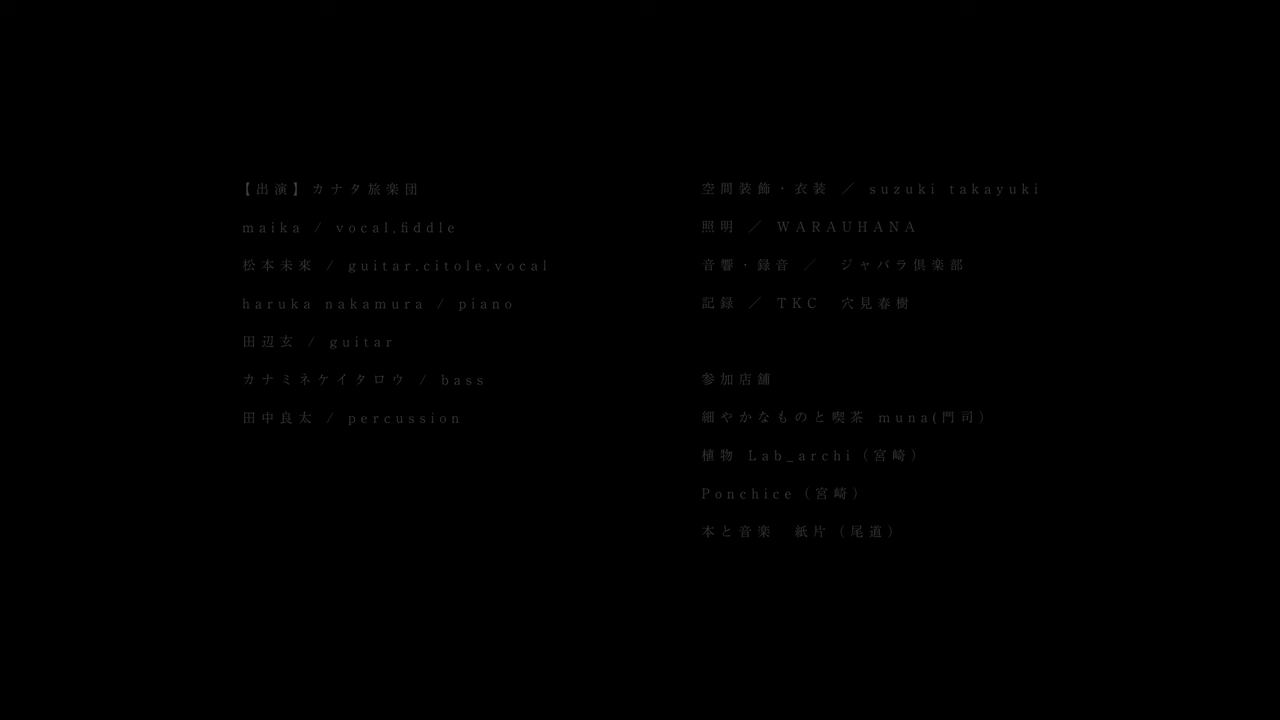 【出演】カナタ旅楽団
maika / vocal,fiddle
松本未來 / guitar,citole,vocal
haruka nakamura / piano
田辺玄 / guitar
カナミネケイタロウ / bass
田中良太 / percussion
空間装飾・衣装 ／ suzuki takayuki
照明 ／ WARAUHANA
音響・録音 ／　ジャバラ倶楽部
記録 ／ TKC　穴見春樹
参加店舗
細やかなものと喫茶 muna(門司）
植物 Lab_archi（宮崎）
Ponchice（宮崎）
本と音楽　紙片（尾道）